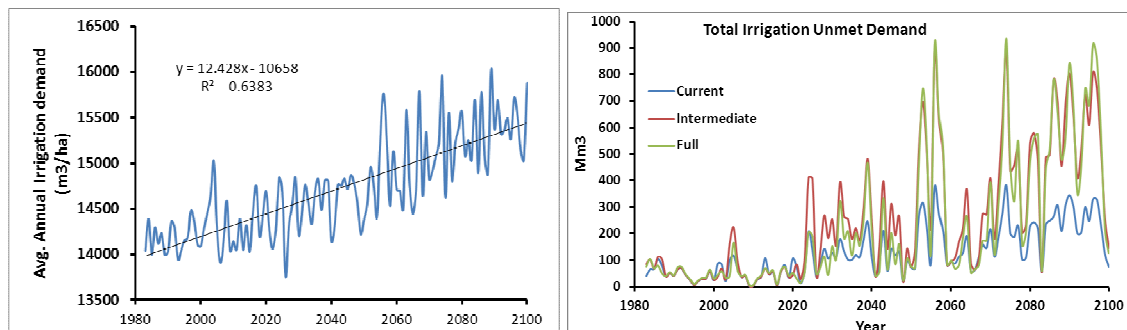 16500
16000
15500
15000
14500
14000
13500
Avg. Annual Irrigation demand
(m3/ha)
y = 12.428x - 10658
R² 0.6383
1980 2000 2020 2040 2060 2080 2100
Total Irrigation Unmet Demand
1000
900
800
700
600
500
400
300
200
100
0
Mm3
Current
Intermediate
Full
1980 2000 2020 2040 2060 2080 2100
Year